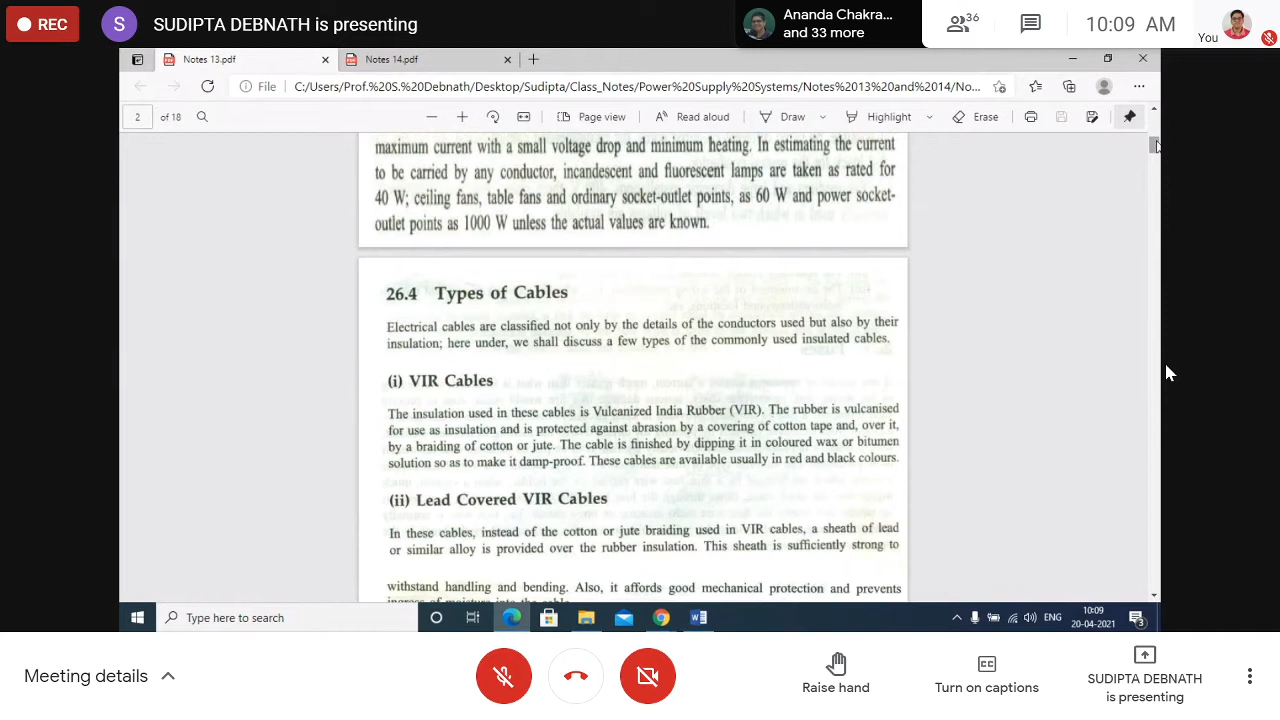 REC
S
SUDIPTA DEBNATH is presenting
Ananda Chakra...
and 33 more
36
10:09 AM
You
Notes 13.pdf
Notes 14.pdf
File
C:/Users/Prof.%20S.%20Debnath/Desktop/Sudipta/Class_Notes/Power%20Supply%20Systems/Notes%2013%20and%2014/No...
2
of 18
Page view
Read aloud
Draw
Highlight
Erase
maximum current with a small voltage drop and minimum heating. In estimating the current
to be carried by any conductor, incandescent and fluorescent lamps are taken as rated for
40 W; ceiling fans, table fans and ordinary socket-outlet points, as 60 W and power socket-
outlet points as 1000 W unless the actual values are known.
26.4 Types of Cables
Electrical cables are classified not only by the details of the conductors used but also by their
insulation; here under, we shall discuss a few types of the commonly used insulated cables.
(i) VIR Cables
The insulation used in these cables is Vulcanized India Rubber (VIR). The rubber is vulcanised
for use as insulation and is protected against abrasion by a covering of cotton tape and, over it,
by a braiding of cotton or jute. The cable is finished by dipping it in coloured wax or bitumen
solution so as to make it damp-proof. These cables are available usually in red and black colours.
(ii) Lead Covered VIR Cables
In these cables, instead of the cotton or jute braiding used in VIR cables, a sheath of lead
or similar alloy is provided over the rubber insulation. This sheath is sufficiently strong to
withstand handling and bending. Also, it affords good mechanical protection and prevents
ingress of moisture into the cable.
Type here to search
ENG
10:09
20-04-2021
3
Meeting details
Raise hand
Turn on captions
SUDIPTA DEBNATH
is presenting